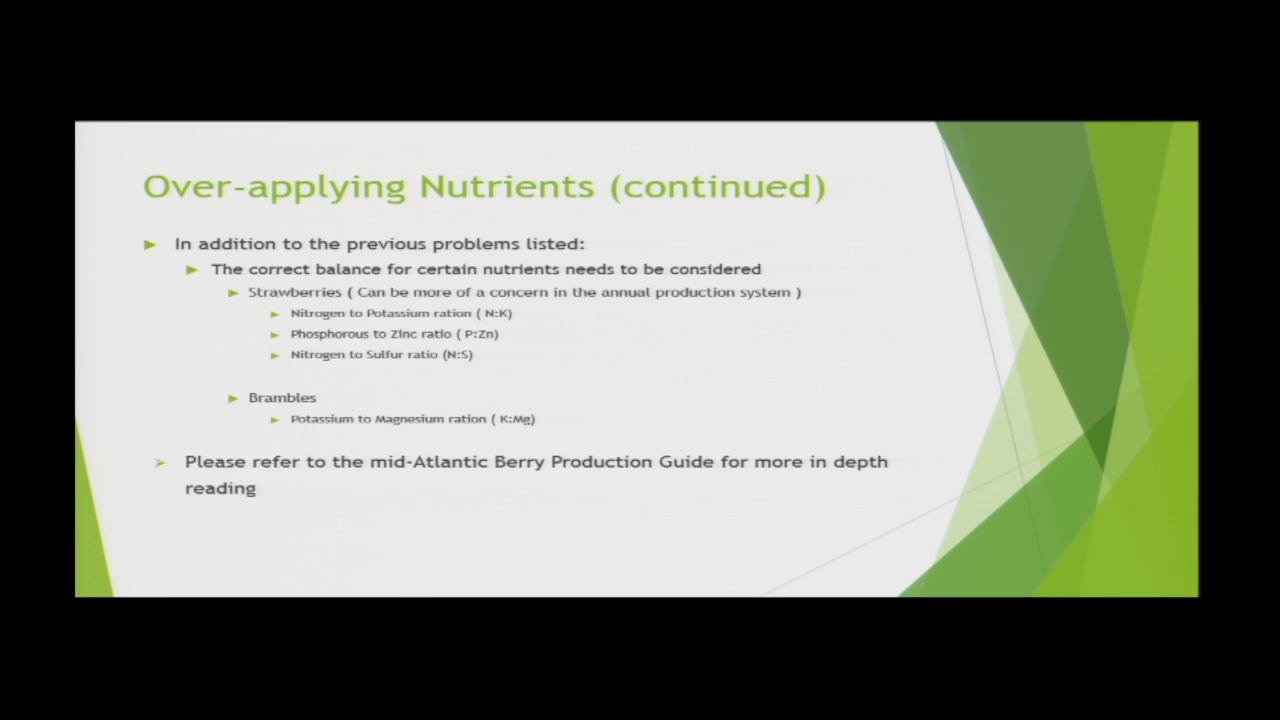 Over-applying Nutrients (continued)
In addition to the previous problems listed:
The correct balance for certain nutrients needs to be considered
Strawberries ( Can be more of a concern in the annual production system )
Nitrogen to Potassium ration ( N:K)
Phosphorous to Zinc ratio ( P:Zn)
Nitrogen to Sulfur ratio (N:S)
Brambles
Potassium to Magnesium ration ( K:Mg)
Please refer to the mid-Atlantic Berry Production Guide for more in depth
reading